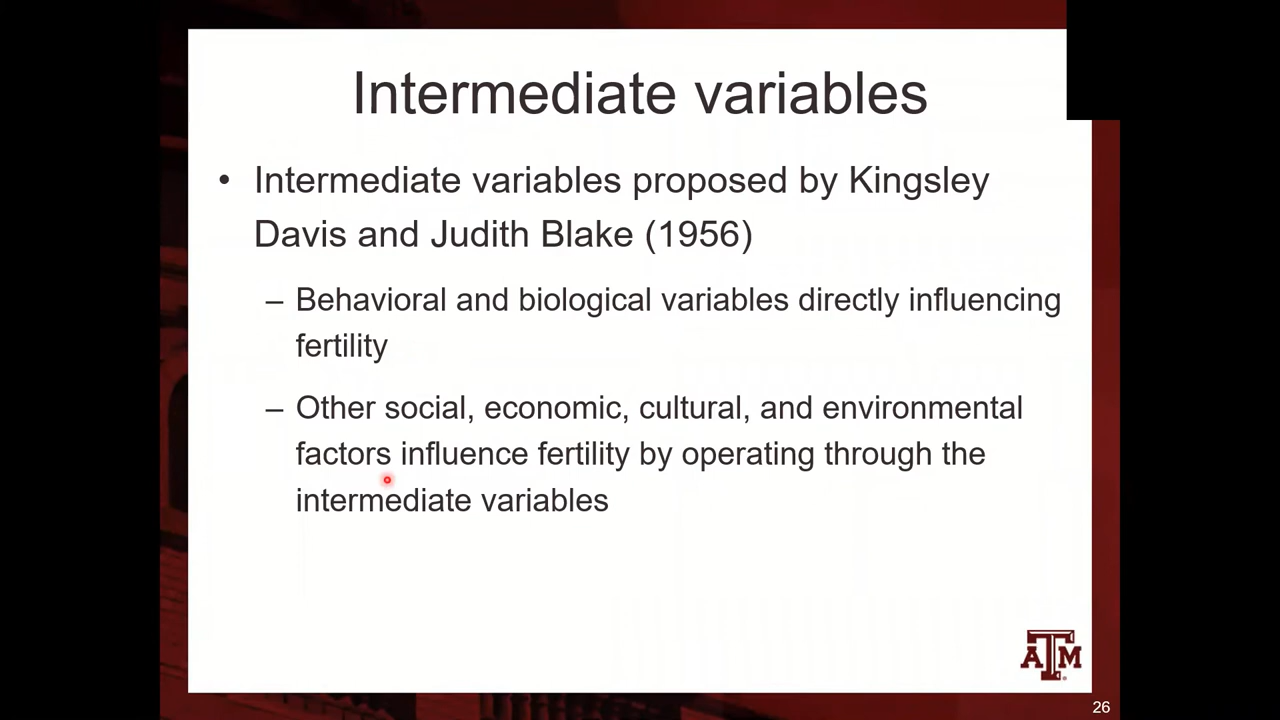 Intermediate variables
• Intermediate variables proposed by Kingsley
Davis and Judith Blake (1956)
– Behavioral and biological variables directly influencing
fertility
– Other social, economic, cultural, and environmental
factors influence fertility by operating through the
intermediate variables
ATM
26